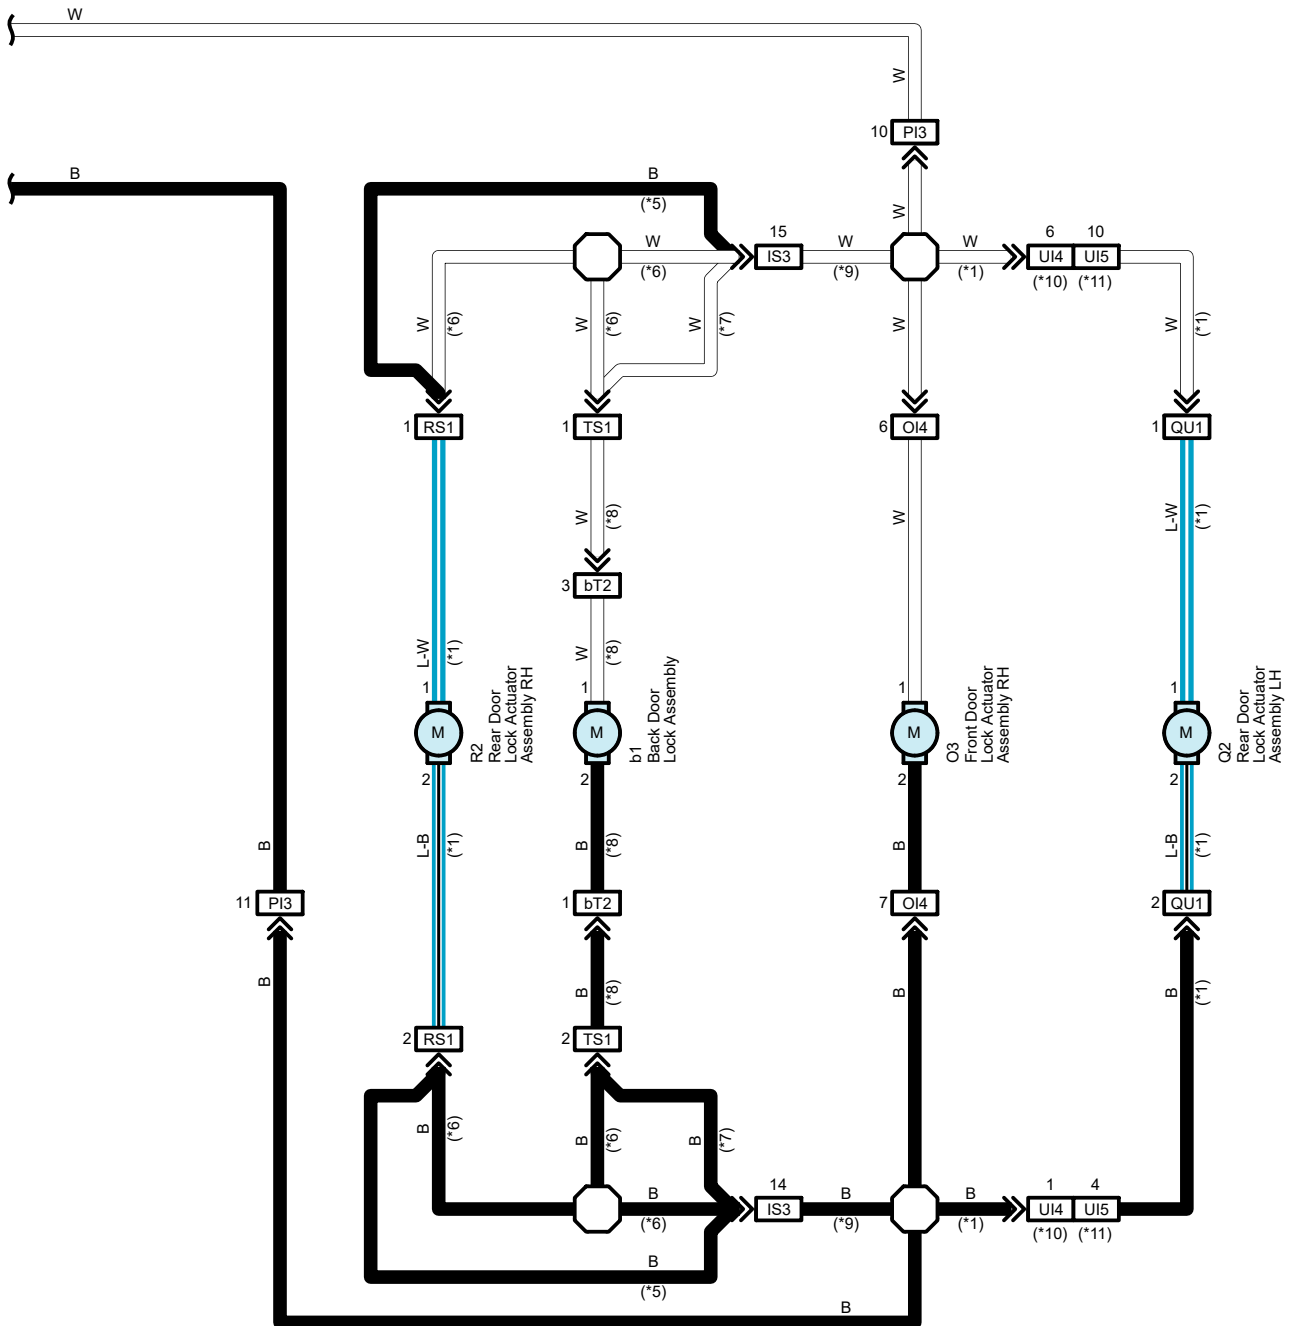 W
W
10 PI3
B
B
(*5)
W
15
IS3
W
(*6)
W
(*9)
W
(*1)
6 10
UI4 UI5
(*10) (*11)
W (*6)
W (*6)
W (*7)
W
W (*1)
1 RS1
1 TS1
6 OI4
1 QU1
W (*8)
W
L-W (*1)
3 bT2
L-W (*1)
W (*8)
1
1
1
1
M
M
M
M
R2
Rear Door
Lock Actuator
Assembly RH
b1
Back Door
Lock Assembly
O3
Front Door
Lock Actuator
Assembly RH
Q2
Rear Door
Lock Actuator
Assembly LH
2
2
2
2
B
L-B (*1)
B (*8)
B
L-B (*1)
11 PI3
1 bT2
7 OI4
2 QU1
B
B (*8)
B
B (*1)
2 RS1
2 TS1
B (*6)
B (*6)
B (*7)
B
(*6)
14
IS3
B
(*9)
B
(*1)
1 4
UI4 UI5
(*10) (*11)
B
(*5)
B